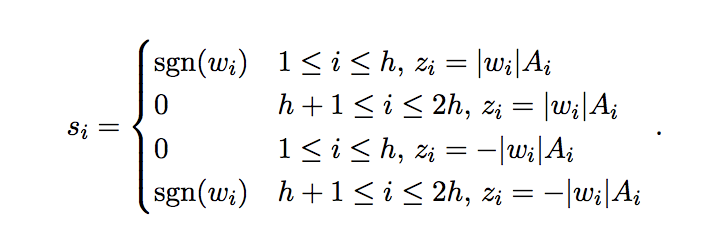 s_i = { sgn(w_i) 1 ≤ i ≤ h, z_i = |w_i|A_i
0 h + 1 ≤ i ≤ 2h, z_i = |w_i|A_i
0 1 ≤ i ≤ h, z_i = −|w_i|A_i
sgn(w_i) h + 1 ≤ i ≤ 2h, z_i = −|w_i|A_i .